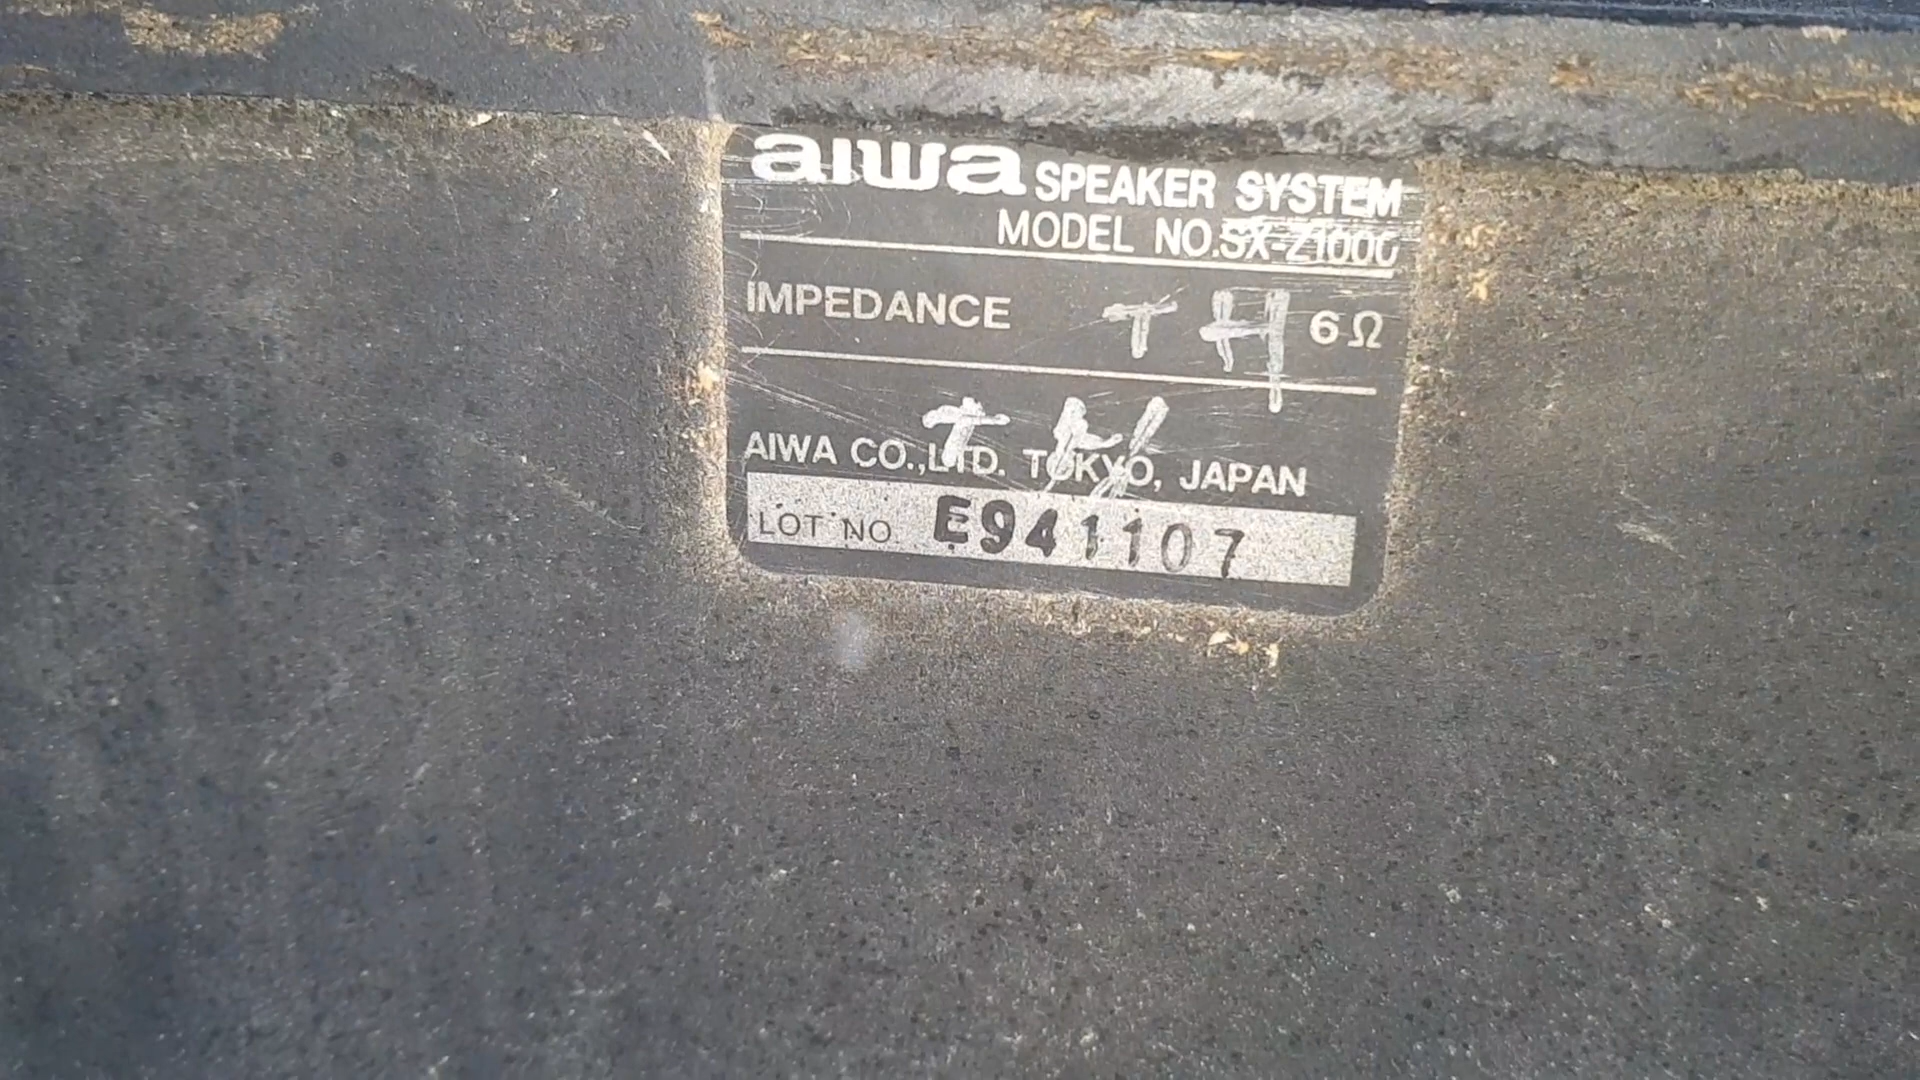 aiwa SPEAKER SYSTEM
MODEL NO.SX-Z1000
IMPEDANCE T H 6Ω
T H
AIWA CO.,LTD. TOKYO, JAPAN
LOT NO. E941107